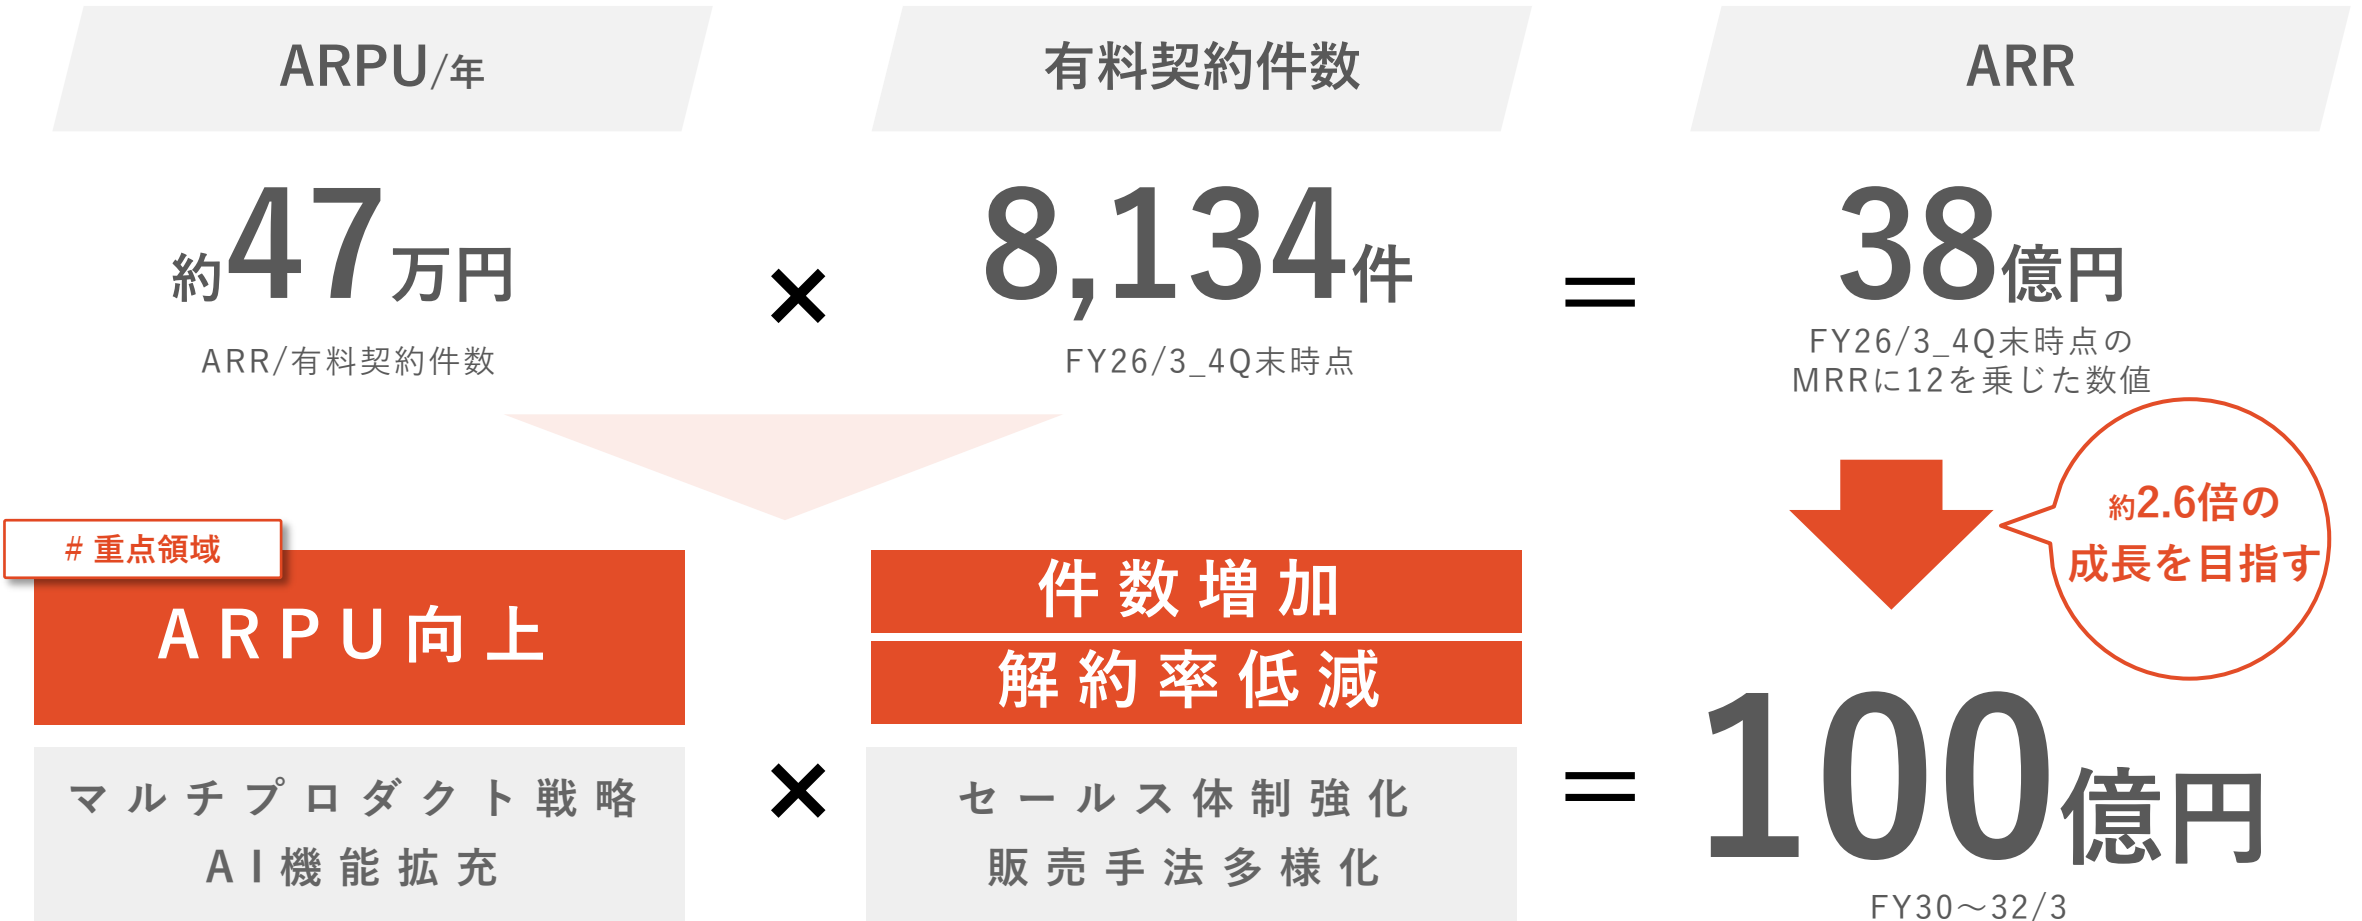 ARPU/年
有料契約件数
ARR
約47万円
×
8,134件
=
38億円
ARR/有料契約件数
FY26/3_4Q末時点
FY26/3_4Q末時点の
MRRに12を乗じた数値
約2.6倍の
成長を目指す
# 重点領域
ARPU向上
件数増加
解約率低減
マルチプロダクト戦略
AI機能拡充
×
セールス体制強化
販売手法多様化
=
100億円
FY30～32/3